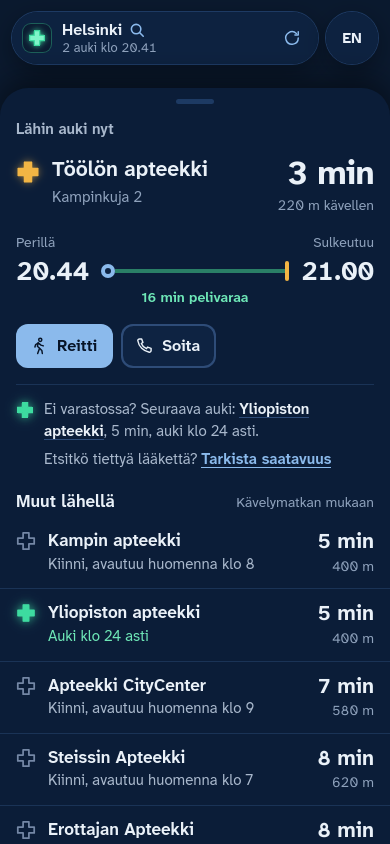 Helsinki
2 auki klo 20.41
EN
Lähin auki nyt
Töölön apteekki
3 min
Kampinkuja 2
220 m kävellen
Perillä
Sulkeutuu
20.44
21.00
16 min pelivaraa
Reitti
Soita
Ei varastossa? Seuraava auki: Yliopiston
apteekki, 5 min, auki klo 24 asti.
Etsitkö tiettyä lääkettä? Tarkista saatavuus
Muut lähellä
Kävelymatkan mukaan
Kampin apteekki
5 min
Kiinni, avautuu huomenna klo 8
400 m
Yliopiston apteekki
5 min
Auki klo 24 asti
400 m
Apteekki CityCenter
7 min
Kiinni, avautuu huomenna klo 9
580 m
Steissin Apteekki
8 min
Kiinni, avautuu huomenna klo 7
620 m
Erottajan Apteekki
8 min